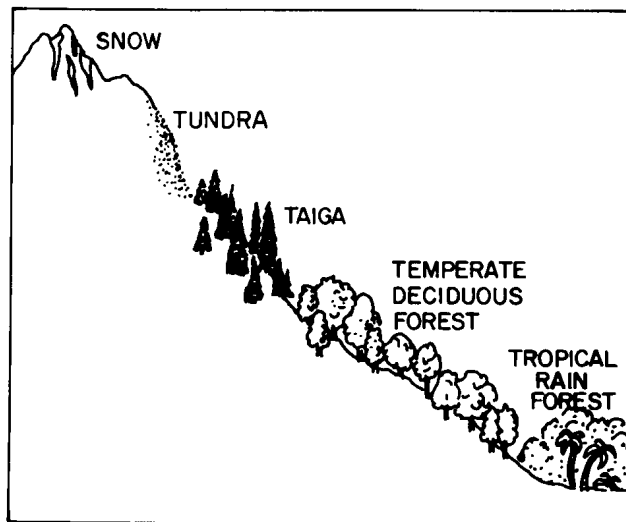 SNOW
TUNDRA
TAIGA
TEMPERATE
DECIDUOUS
FOREST
TROPICAL
RAIN
FOREST